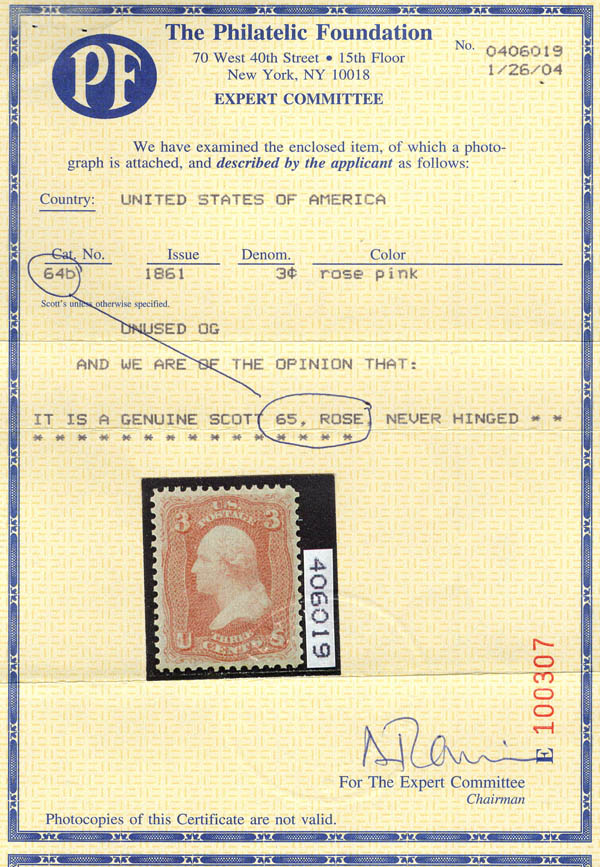 PF
The Philatelic Foundation
70 West 40th Street • 15th Floor
New York, NY 10018
EXPERT COMMITTEE
No. 0406019
1/26/04
We have examined the enclosed item, of which a photo-
graph is attached, and described by the applicant as follows:
Country: UNITED STATES OF AMERICA
Cat. No. Issue Denom. Color
64b 1861 3¢ rose pink
Scott's unless otherwise specified.
UNUSED OG
AND WE ARE OF THE OPINION THAT:
IT IS A GENUINE SCOTT 65, ROSE, NEVER HINGED * *
* * * * * * * * * * * * * * *
U.S.
3 POSTAGE 3
THREE
U CENTS S
406019
E 100307
For The Expert Committee
Chairman
Photocopies of this Certificate are not valid.